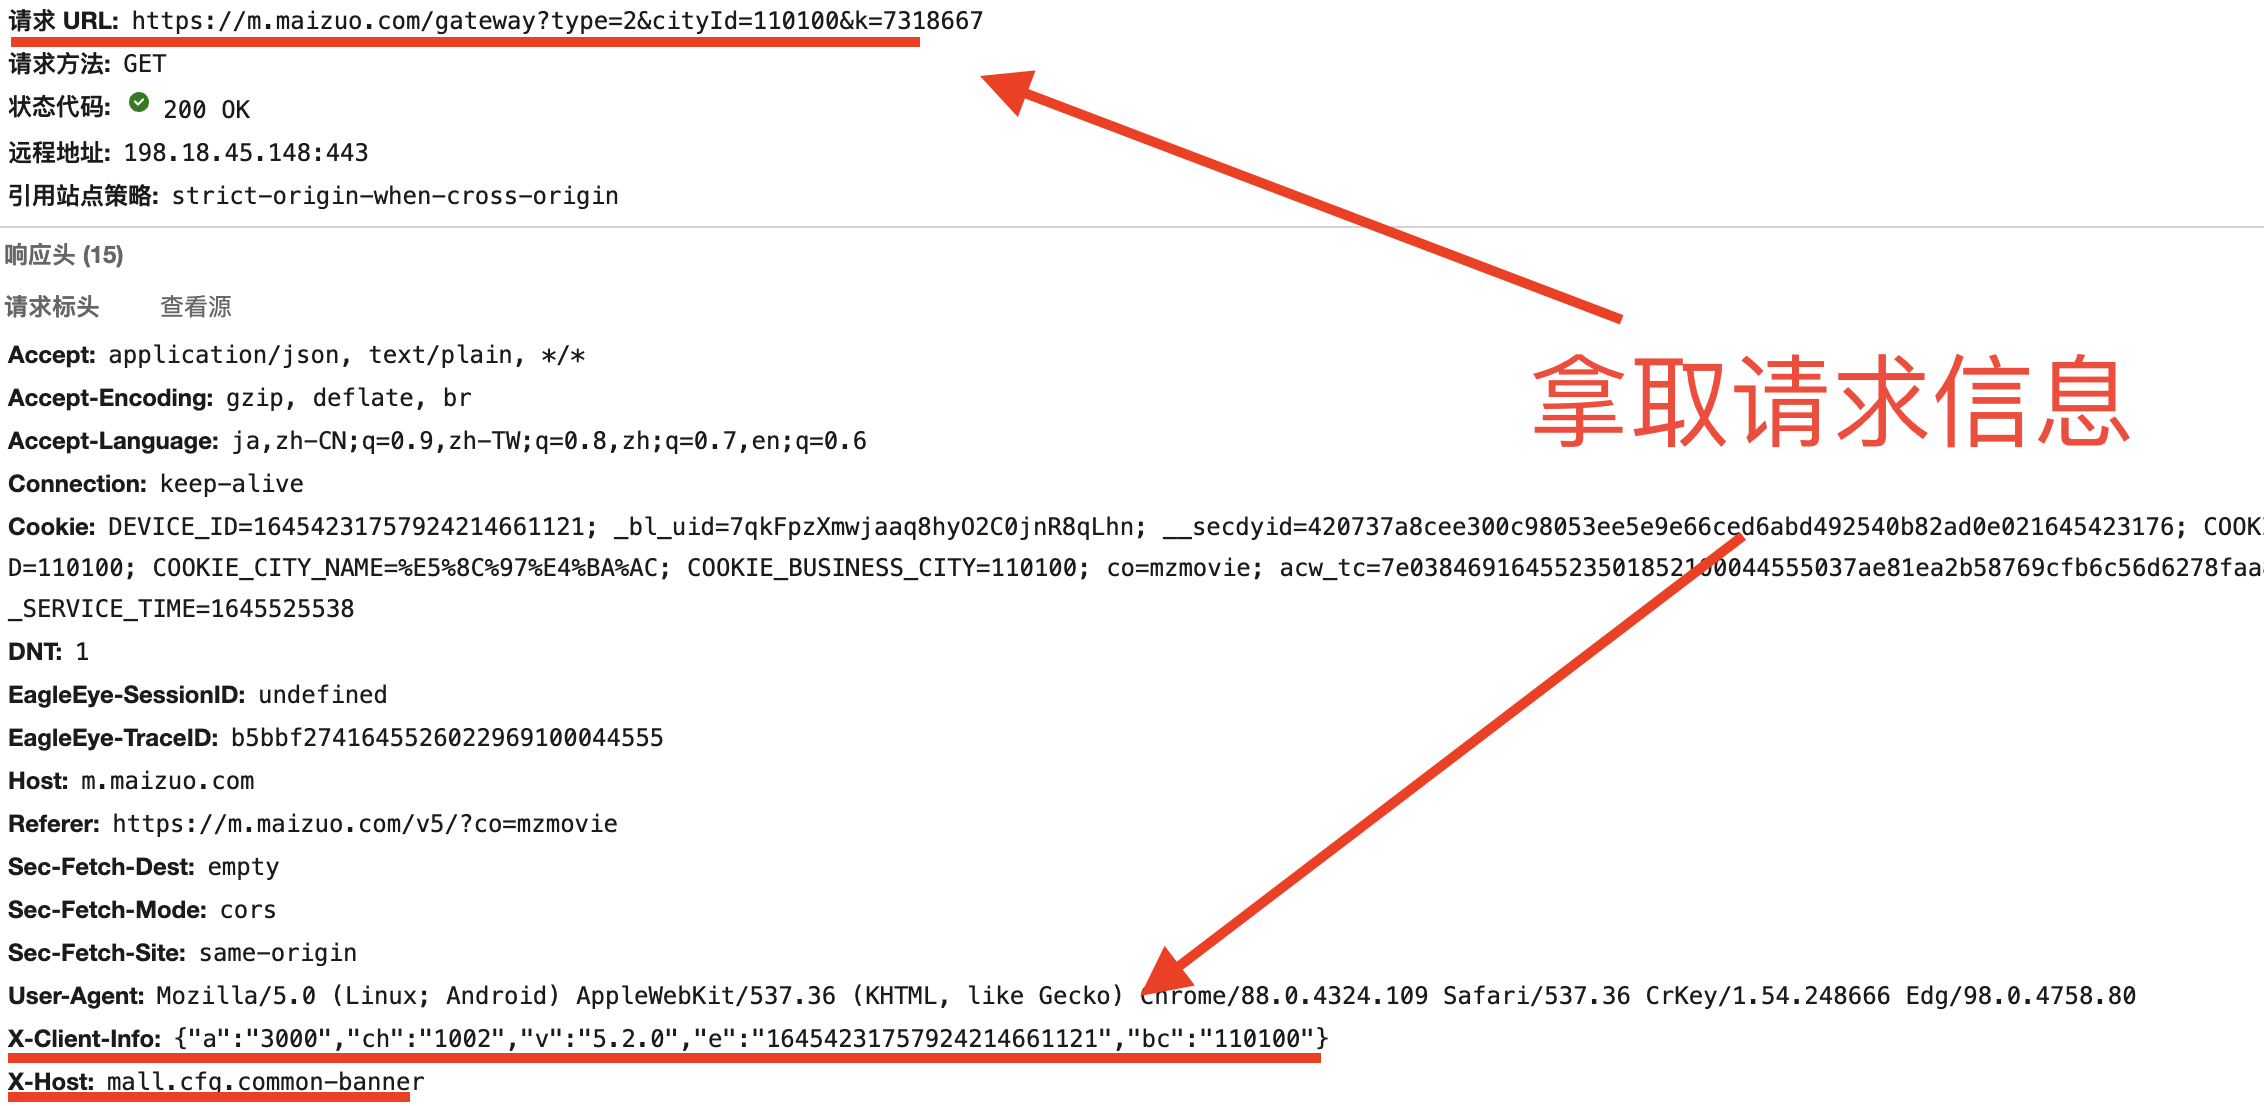 请求 URL: https://m.maizuo.com/gateway?type=2&cityId=110100&k=7318667
请求方法: GET
状态代码: 200 OK
远程地址: 198.18.45.148:443
引用站点策略: strict-origin-when-cross-origin
响应头 (15)
请求标头 查看源
Accept: application/json, text/plain, */*
拿取请求信息
Accept-Encoding: gzip, deflate, br
Accept-Language: ja,zh-CN;q=0.9,zh-TW;q=0.8,zh;q=0.7,en;q=0.6
Connection: keep-alive
Cookie: DEVICE_ID=16454231757924214661121; _bl_uid=7qkFpzXmwjaaq8hyO2C0jnR8qLhn; __secdyid=420737a8cee300c98053ee5e9e66ced6abd492540b82ad0e021645423176; COOK
D=110100; COOKIE_CITY_NAME=%E5%8C%97%E4%BA%AC; COOKIE_BUSINESS_CITY=110100; co=mzmovie;
_SERVICE_TIME=1645525538
DNT: 1
EagleEye-SessionID: undefined
EagleEye-TraceID: b5bbf2741645526022969100044555
Host: m.maizuo.com
Referer: https://m.maizuo.com/v5/?co=mzmovie
Sec-Fetch-Dest: empty
Sec-Fetch-Mode: cors
Sec-Fetch-Site: same-origin
User-Agent: Mozilla/5.0 (Linux; Android) AppleWebKit/537.36 (KHTML, like Gecko) Chrome/88.0.4324.109 Safari/537.36 CrKey/1.54.248666 Edg/98.0.4758.80
X-Client-Info: {"a":"3000","ch":"1002","v":"5.2.0","e":"16454231757924214661121","bc":"110100"}
X-Host: mall.cfg.common-banner